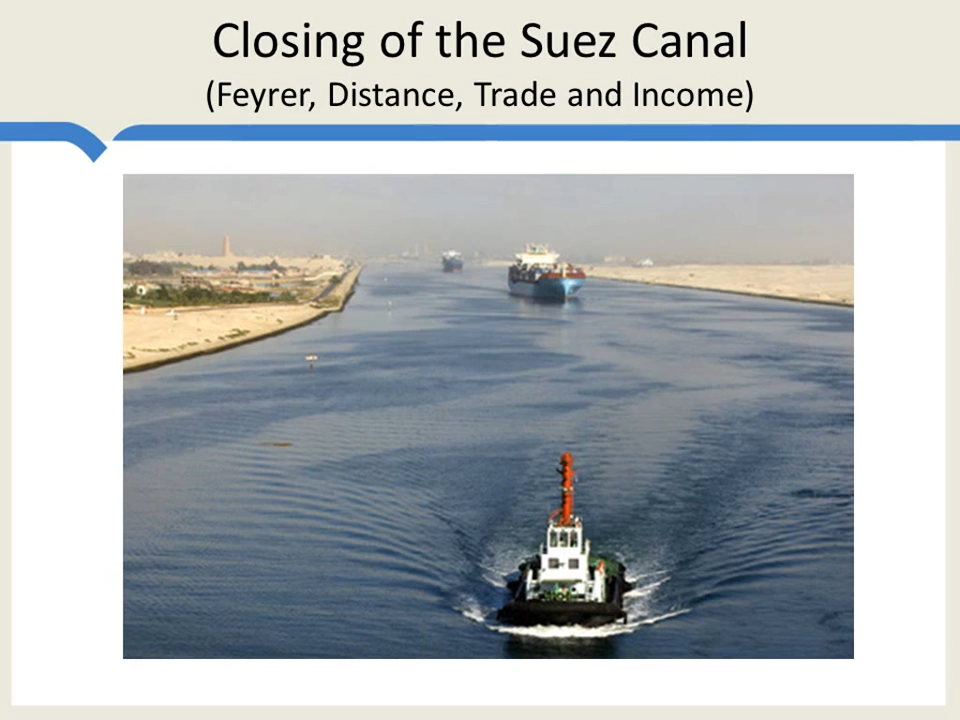 Closing of the Suez Canal
(Feyrer, Distance, Trade and Income)